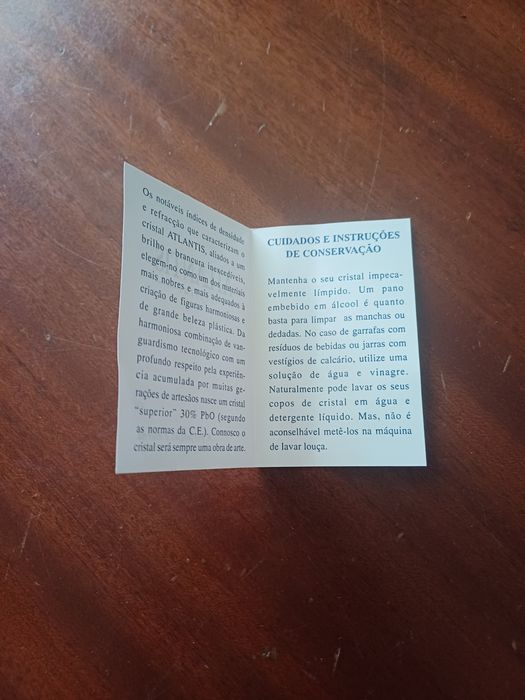 Os notáveis índices de densidade
e refracção que caracterizam o
cristal ATLANTIS, aliados a um
brilho e brancura inexcedíveis,
elegem-no como um dos materiais
mais nobres e mais adequados à
criação de figuras harmoniosas e
de grande beleza plástica. Da
harmoniosa combinação de van-
guardismo tecnológico com um
profundo respeito pela experiên-
cia acumulada por muitas ge-
rações de artesãos nasce um cristal
"superior" 30% PbO (segundo
as normas da C.E.). Connosco o
cristal será sempre uma obra de arte.
CUIDADOS E INSTRUÇÕES
DE CONSERVAÇÃO
Mantenha o seu cristal impeca-
velmente límpido. Um pano
embebido em álcool é quanto
basta para limpar as manchas ou
dedadas. No caso de garrafas com
resíduos de bebidas ou jarras com
vestígios de calcário, utilize uma
solução de água e vinagre.
Naturalmente pode lavar os seus
copos de cristal em água e
detergente líquido. Mas, não é
aconselhável metê-los na máquina
de lavar louça.